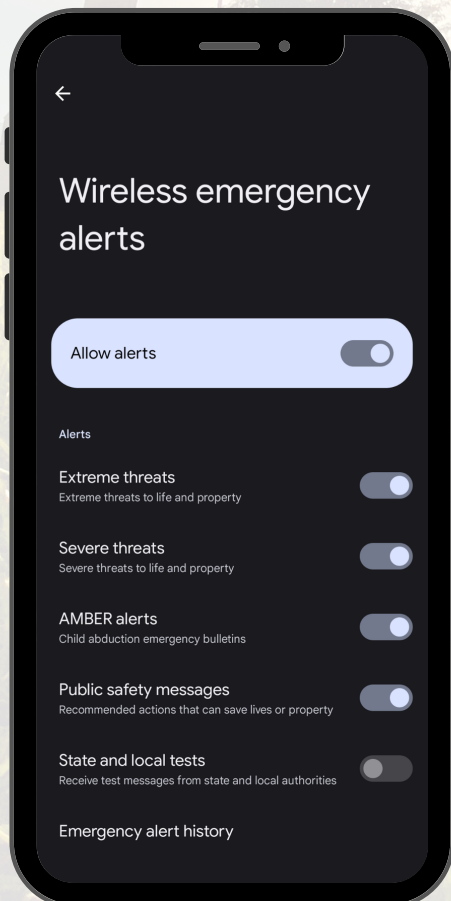 Wireless emergency
alerts
Allow alerts
Alerts
Extreme threats
Extreme threats to life and property
Severe threats
Severe threats to life and property
AMBER alerts
Child abduction emergency bulletins
Public safety messages
Recommended actions that can save lives or property
State and local tests
Receive test messages from state and local authorities
Emergency alert history